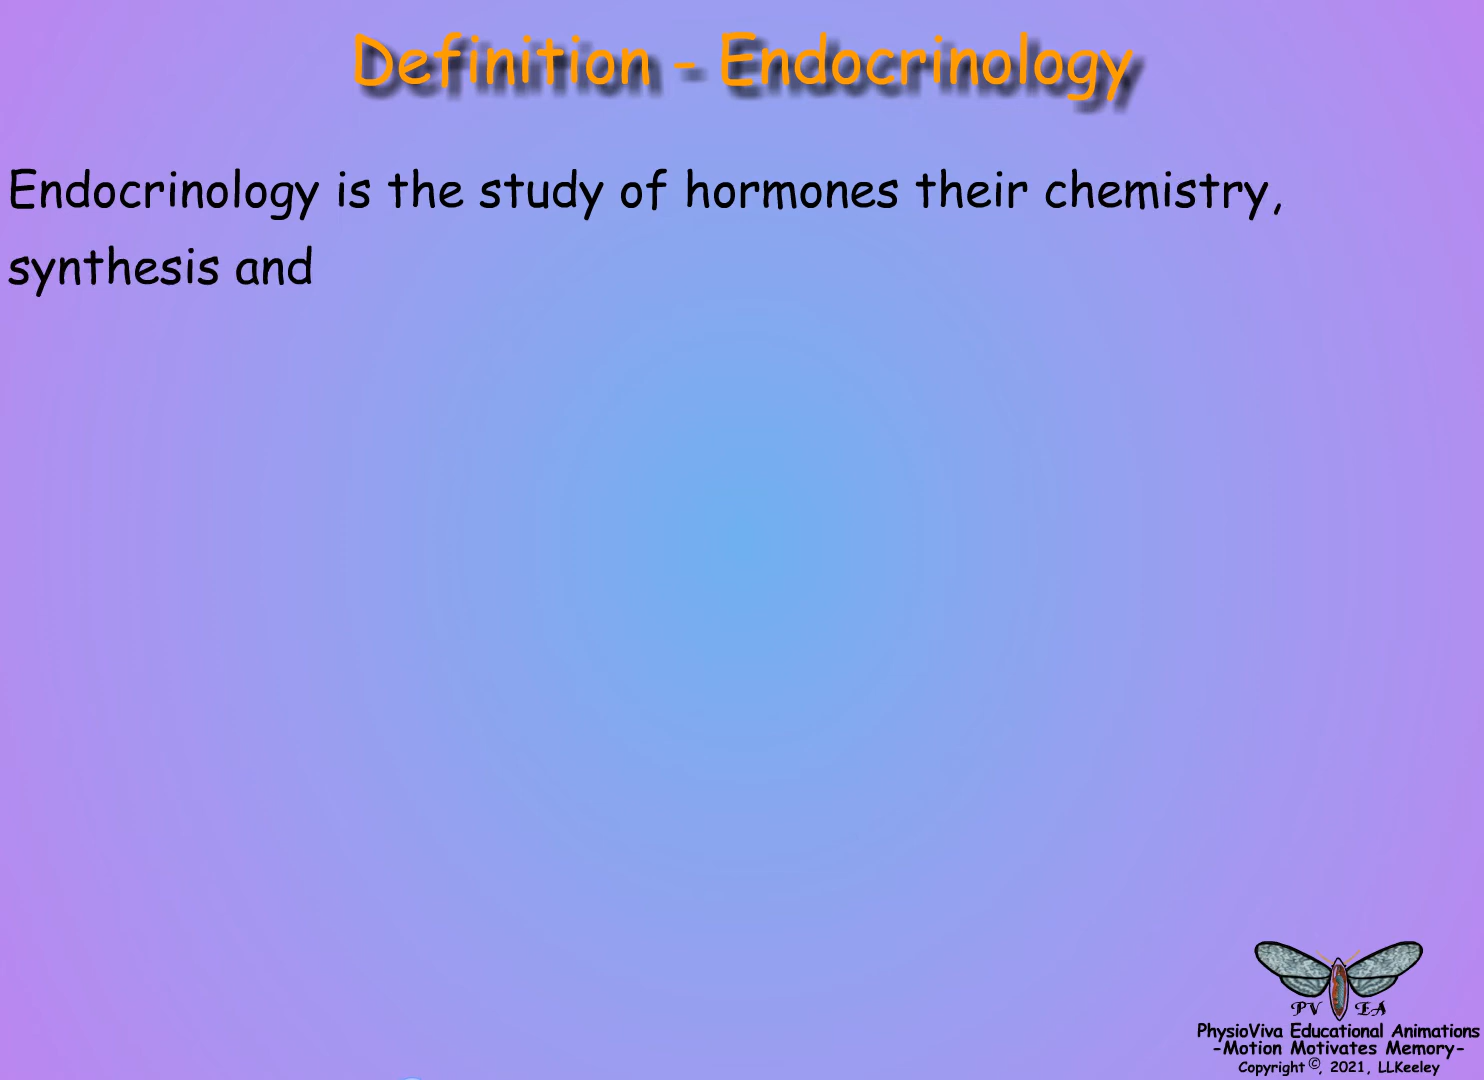 Definition - Endocrinology
Endocrinology is the study of hormones their chemistry,
synthesis and
PV EA
PhysioViva Educational Animations
-Motion Motivates Memory-
Copyright ©, 2021, LLKeeley